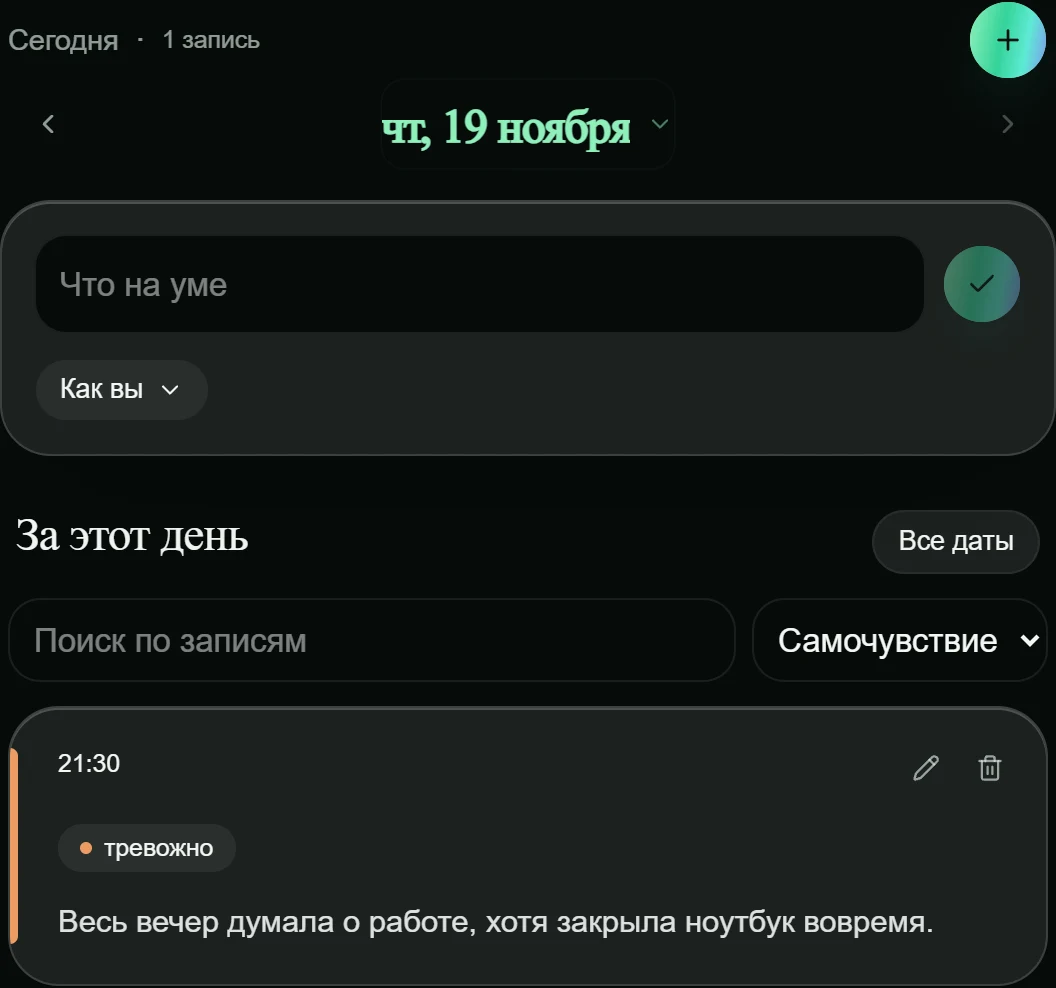 Сегодня · 1 запись
чт, 19 ноября
Что на уме
Как вы
За этот день
Все даты
Поиск по записям
Самочувствие
21:30
тревожно
Весь вечер думала о работе, хотя закрыла ноутбук вовремя.